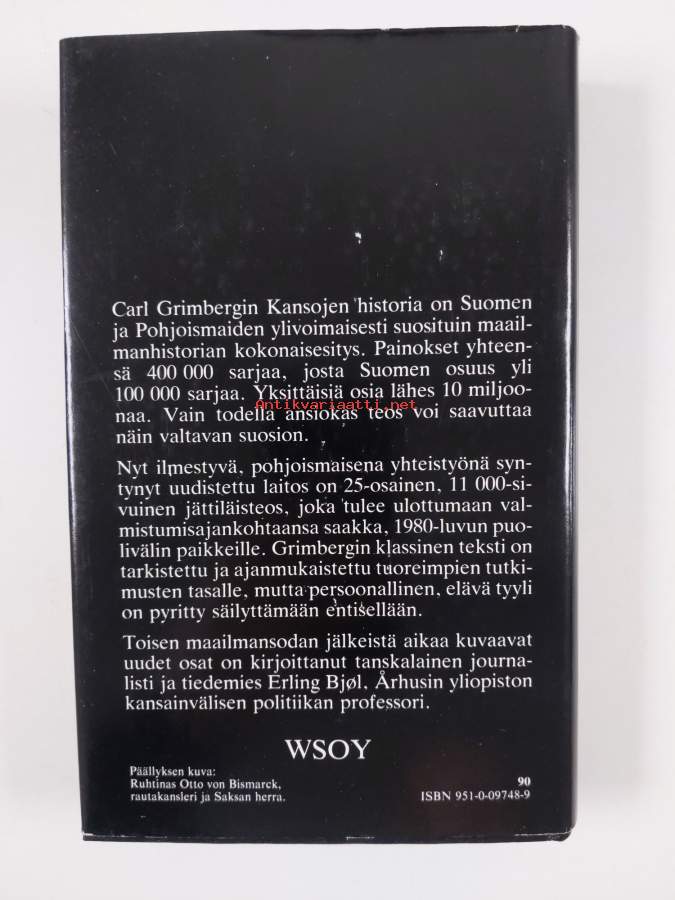 Carl Grimbergin Kansojen historia on Suomen
ja Pohjoismaiden ylivoimaisesti suosituin maail-
manhistorian kokonaisesitys. Painokset yhteen-
sä 400 000 sarjaa, josta Suomen osuus yli
100 000 sarjaa. Yksittäisiä osia lähes 10 miljoo-
Antikvariaatti.net
naa. Vain todella ansiokas teos voi saavuttaa
näin valtavan suosion.
Nyt ilmestyvä, pohjoismaisena yhteistyönä syn-
tynyt uudistettu laitos on 25-osainen, 11 000-si-
vuinen jättiläisteos, joka tulee ulottumaan val-
mistumisajankohtaansa saakka, 1980-luvun puo-
livälin paikkeille. Grimbergin klassinen teksti on
tarkistettu ja ajanmukaistettu tuoreimpien tutki-
musten tasalle, mutta persoonallinen, elävä tyyli
on pyritty säilyttämään entisellään.
Toisen maailmansodan jälkeistä aikaa kuvaavat
uudet osat on kirjoittanut tanskalainen journa-
listi ja tiedemies Erling Bjøl, Århusin yliopiston
kansainvälisen politiikan professori.
WSOY
Päällyksen kuva:
Ruhtinas Otto von Bismarck,
rautakansleri ja Saksan herra.
90
ISBN 951-0-09748-9